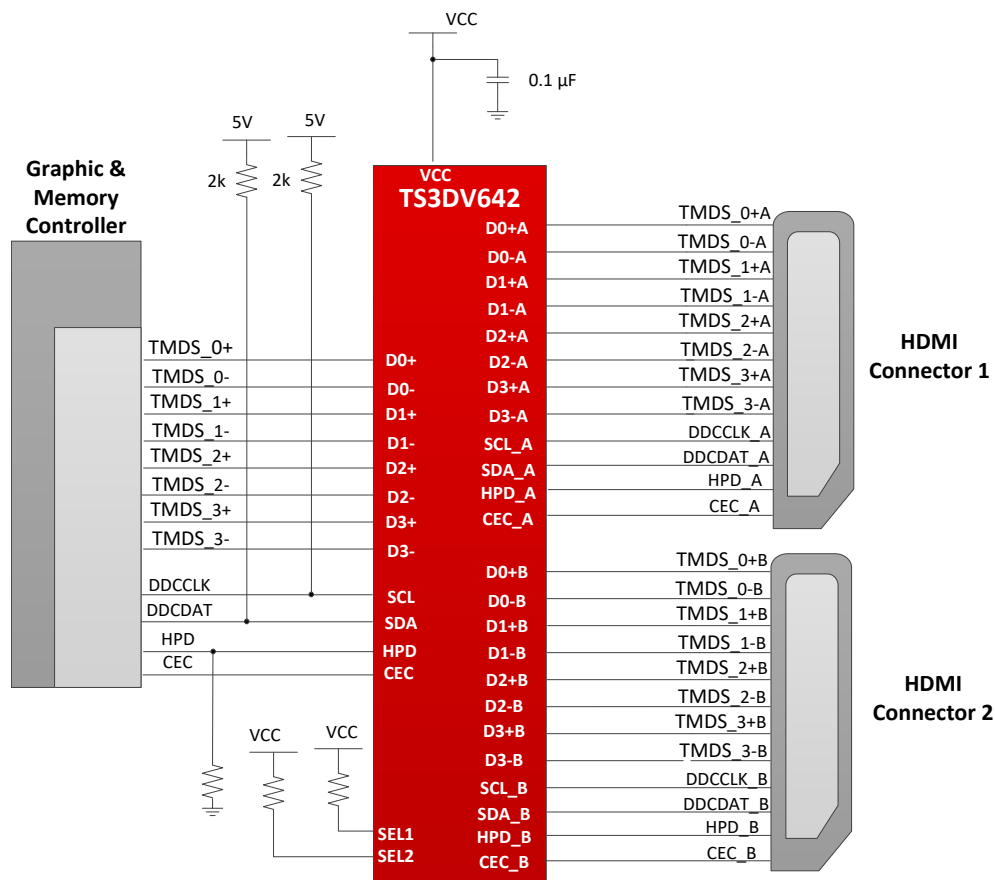 VCC
0.1 µF
5V
5V
2k
2k
Graphic &
Memory
Controller
TMDS_0+
TMDS_0-
TMDS_1+
TMDS_1-
TMDS_2+
TMDS_2-
TMDS_3+
TMDS_3-
DDCCLK
DDCDAT
HPD
CEC
VCC
VCC
VCC
TS3DV642
D0+
D0-
D1+
D1-
D2+
D2-
D3+
D3-
SCL
SDA
HPD
CEC
SEL1
SEL2
D0+A
D0-A
D1+A
D1-A
D2+A
D2-A
D3+A
D3-A
SCL_A
SDA_A
HPD_A
CEC_A
D0+B
D0-B
D1+B
D1-B
D2+B
D2-B
D3+B
D3-B
SCL_B
SDA_B
HPD_B
CEC_B
TMDS_0+A
TMDS_0-A
TMDS_1+A
TMDS_1-A
TMDS_2+A
TMDS_2-A
TMDS_3+A
TMDS_3-A
DDCCLK_A
DDCDAT_A
HPD_A
CEC_A
HDMI
Connector 1
TMDS_0+B
TMDS_0-B
TMDS_1+B
TMDS_1-B
TMDS_2+B
TMDS_2-B
TMDS_3+B
TMDS_3-B
DDCCLK_B
DDCDAT_B
HPD_B
CEC_B
HDMI
Connector 2